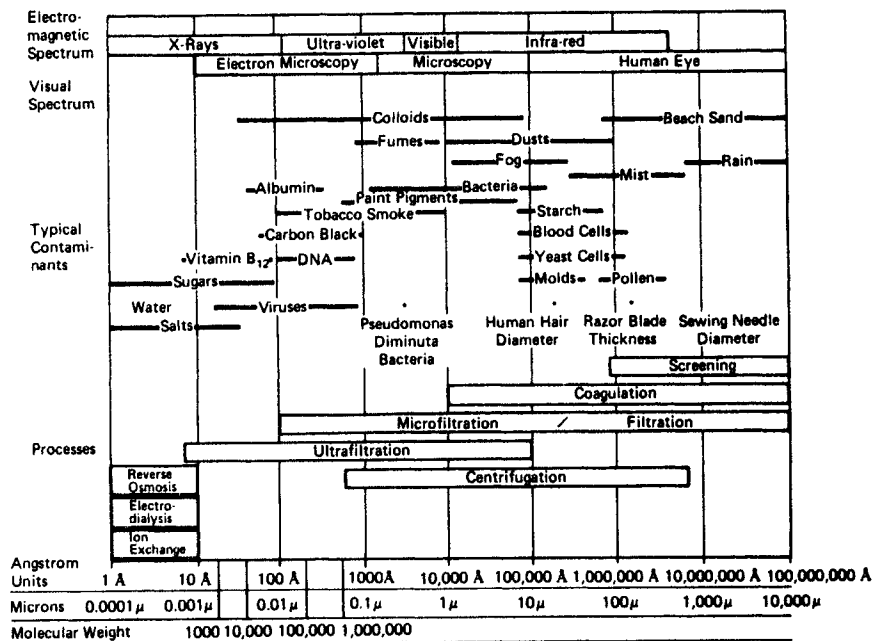 Electro-
magnetic
Spectrum
X-Rays Ultra-violet Visible Infra-red
Electron Microscopy Microscopy Human Eye
Visual
Spectrum
Colloids Beach Sand
Fumes Dusts
Fog Rain
Mist
Albumin Bacteria
Paint Pigments
Tobacco Smoke Starch
Typical
Contami-
nants
Carbon Black Blood Cells
Vitamin B12 DNA Yeast Cells
Sugars Molds Pollen
Water Viruses
Salts
Pseudomonas
Diminuta
Bacteria
Human Hair
Diameter
Razor Blade
Thickness
Sewing Needle
Diameter
Screening
Coagulation
Microfiltration / Filtration
Processes
Ultrafiltration
Reverse
Osmosis
Centrifugation
Electro-
dialysis
Ion
Exchange
Angstrom
Units
1 Å 10 Å 100 Å 1000 Å 10,000 Å 100,000 Å 1,000,000 Å 10,000,000 Å 100,000,000 Å
Microns 0.0001μ 0.001μ 0.01μ 0.1μ 1μ 10μ 100μ 1,000μ 10,000μ
Molecular Weight 1000 10,000 100,000 1,000,000